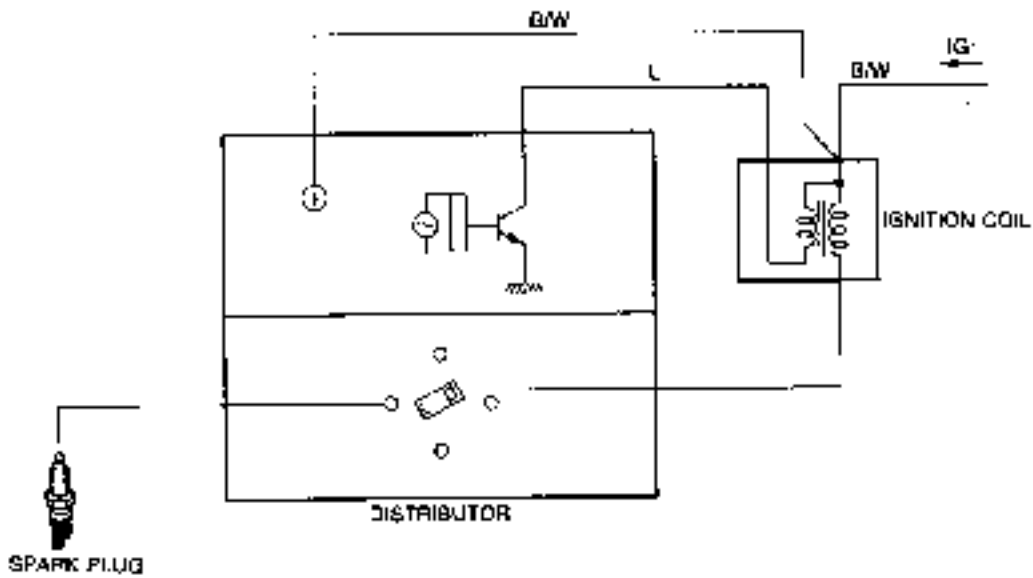 B/W
IG
L
B/W
IGNITION COIL
DISTRIBUTOR
SPARK PLUG